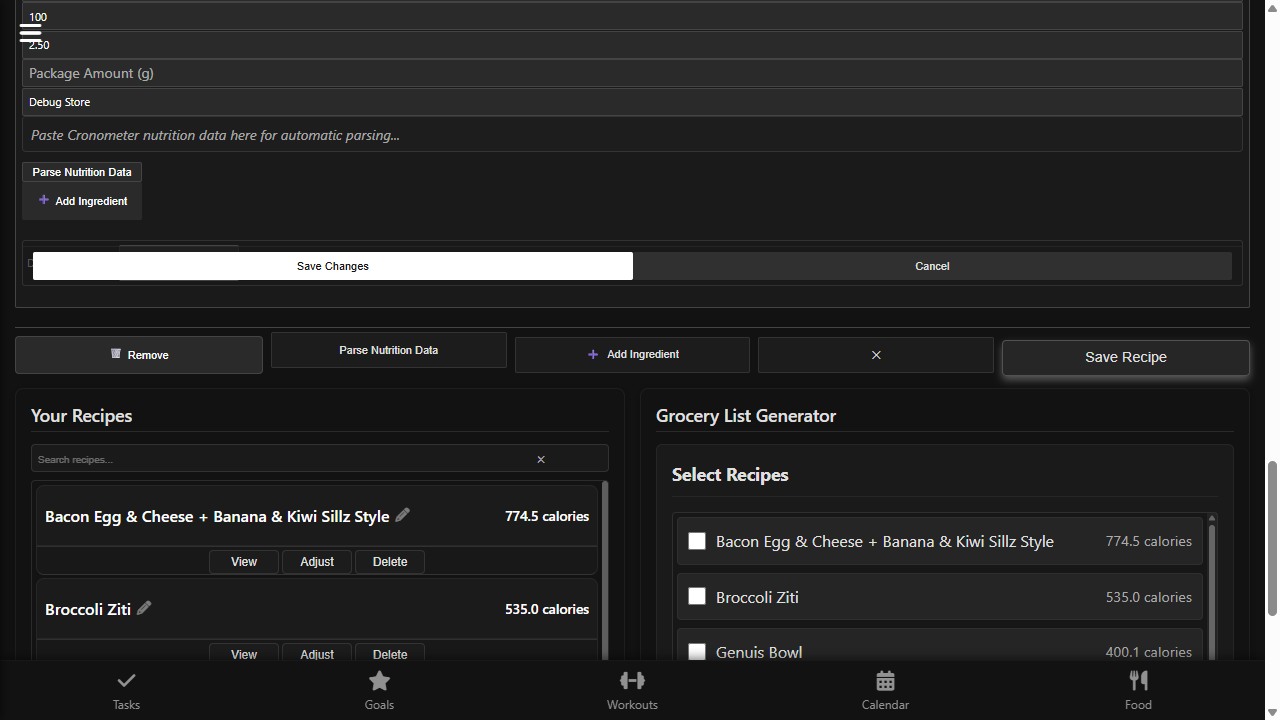 100
2.50
Package Amount (g)
Debug Store
Paste Cronometer nutrition data here for automatic parsing...
Parse Nutrition Data
+ Add Ingredient
Save Changes Cancel
Remove Parse Nutrition Data + Add Ingredient × Save Recipe
Your Recipes
Search recipes... ×
Bacon Egg & Cheese + Banana & Kiwi Sillz Style 774.5 calories
View Adjust Delete
Broccoli Ziti 535.0 calories
View Adjust Delete
Grocery List Generator
Select Recipes
Bacon Egg & Cheese + Banana & Kiwi Sillz Style 774.5 calories
Broccoli Ziti 535.0 calories
Genuis Bowl 400.1 calories
Tasks Goals Workouts Calendar Food